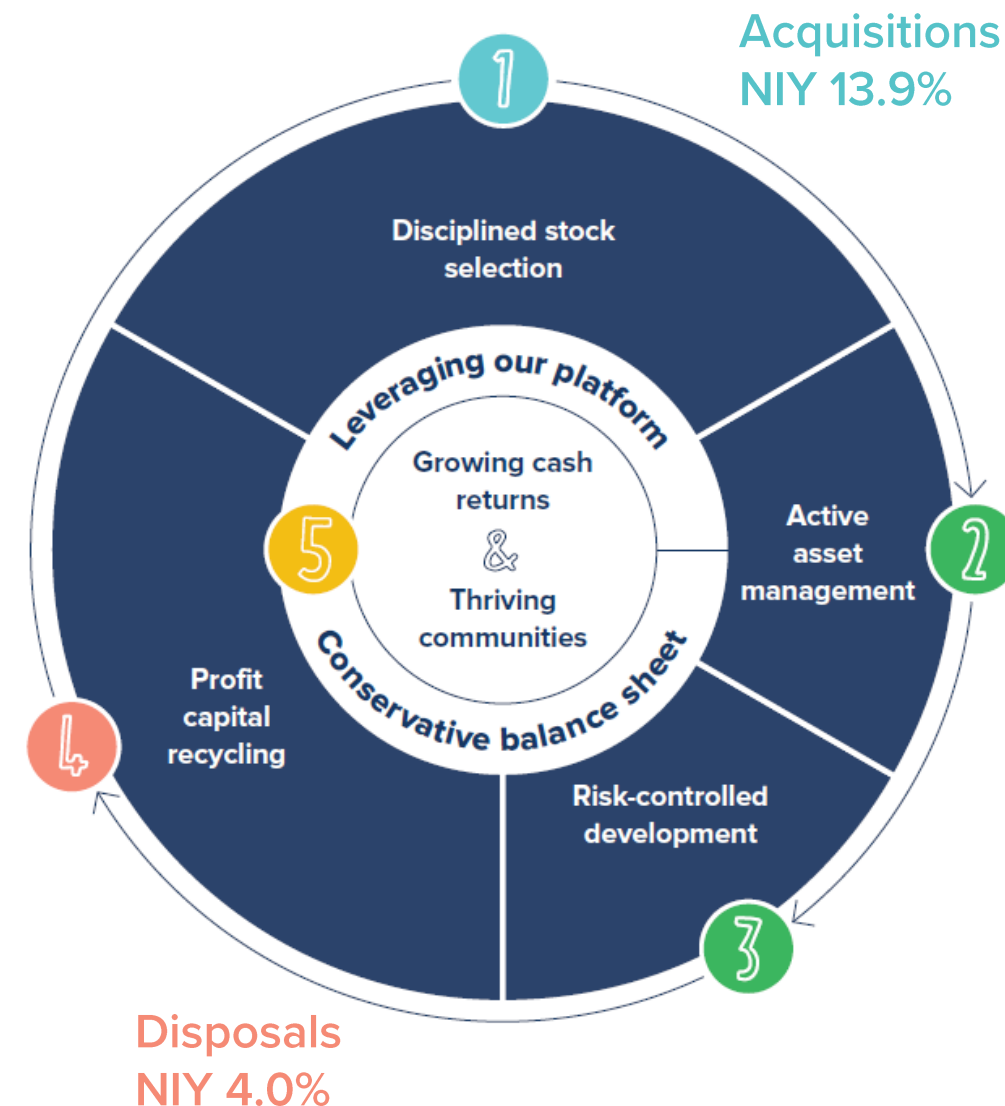 Acquisitions
NIY 13.9%
1
Disciplined stock
selection
Leveraging our platform
Growing cash
returns
&
Thriving
communities
Conservative balance sheet
5
Active
asset
management
2
Risk-controlled
development
3
Profit
capital
recycling
4
Disposals
NIY 4.0%